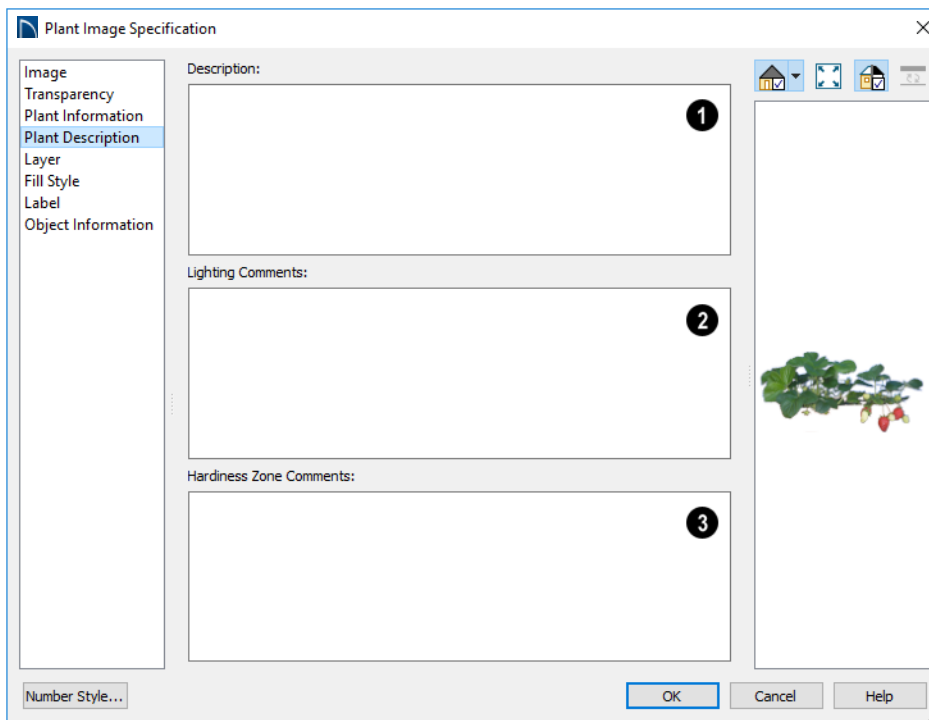 Plant Image Specification
Image
Transparency
Plant Information
Plant Description
Layer
Fill Style
Label
Object Information
Description:
1
Lighting Comments:
2
Hardiness Zone Comments:
3
Number Style...
OK
Cancel
Help